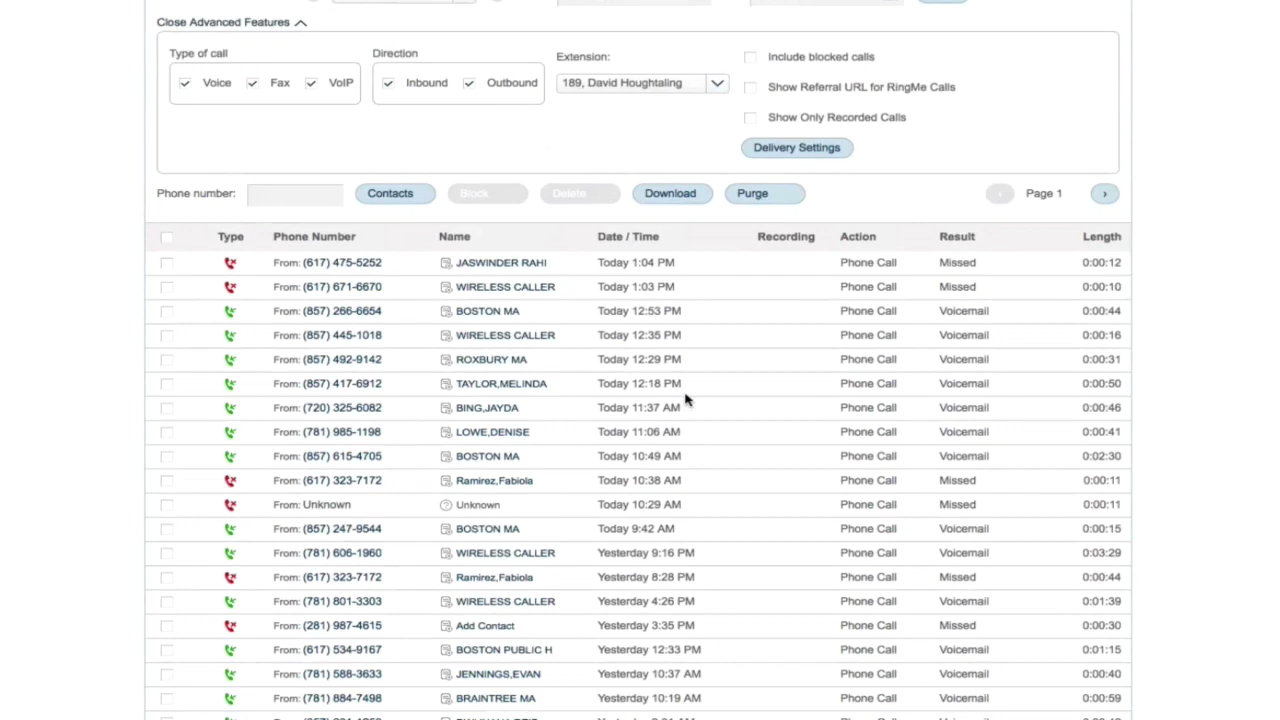 Close Advanced Features
Type of call
Voice Fax VoIP
Direction
Inbound Outbound
Extension:
189, David Houghtaling
Include blocked calls
Show Referral URL for RingMe Calls
Show Only Recorded Calls
Delivery Settings
Phone number: Contacts Block Delete Download Purge ‹ Page 1 ›
Type Phone Number Name Date / Time Recording Action Result Length
From: (617) 475-5252 JASWINDER RAHI Today 1:04 PM Phone Call Missed 0:00:12
From: (617) 671-6670 WIRELESS CALLER Today 1:03 PM Phone Call Missed 0:00:10
From: (857) 266-6654 BOSTON MA Today 12:53 PM Phone Call Voicemail 0:00:44
From: (857) 445-1018 WIRELESS CALLER Today 12:35 PM Phone Call Voicemail 0:00:16
From: (857) 492-9142 ROXBURY MA Today 12:29 PM Phone Call Voicemail 0:00:31
From: (857) 417-6912 TAYLOR,MELINDA Today 12:18 PM Phone Call Voicemail 0:00:50
From: (720) 325-6082 BING,JAYDA Today 11:37 AM Phone Call Voicemail 0:00:46
From: (781) 985-1198 LOWE,DENISE Today 11:06 AM Phone Call Voicemail 0:00:41
From: (857) 615-4705 BOSTON MA Today 10:49 AM Phone Call Voicemail 0:02:30
From: (617) 323-7172 Ramirez,Fabiola Today 10:38 AM Phone Call Missed 0:00:11
From: Unknown Unknown Today 10:29 AM Phone Call Missed 0:00:11
From: (857) 247-9544 BOSTON MA Today 9:42 AM Phone Call Voicemail 0:00:15
From: (781) 606-1960 WIRELESS CALLER Yesterday 9:16 PM Phone Call Voicemail 0:03:29
From: (617) 323-7172 Ramirez,Fabiola Yesterday 8:28 PM Phone Call Missed 0:00:44
From: (781) 801-3303 WIRELESS CALLER Yesterday 4:26 PM Phone Call Voicemail 0:01:39
From: (281) 987-4615 Add Contact Yesterday 3:35 PM Phone Call Missed 0:00:30
From: (617) 534-9167 BOSTON PUBLIC H Yesterday 12:33 PM Phone Call Voicemail 0:01:15
From: (781) 588-3633 JENNINGS,EVAN Yesterday 10:37 AM Phone Call Voicemail 0:00:40
From: (781) 884-7498 BRAINTREE MA Yesterday 10:19 AM Phone Call Voicemail 0:00:59